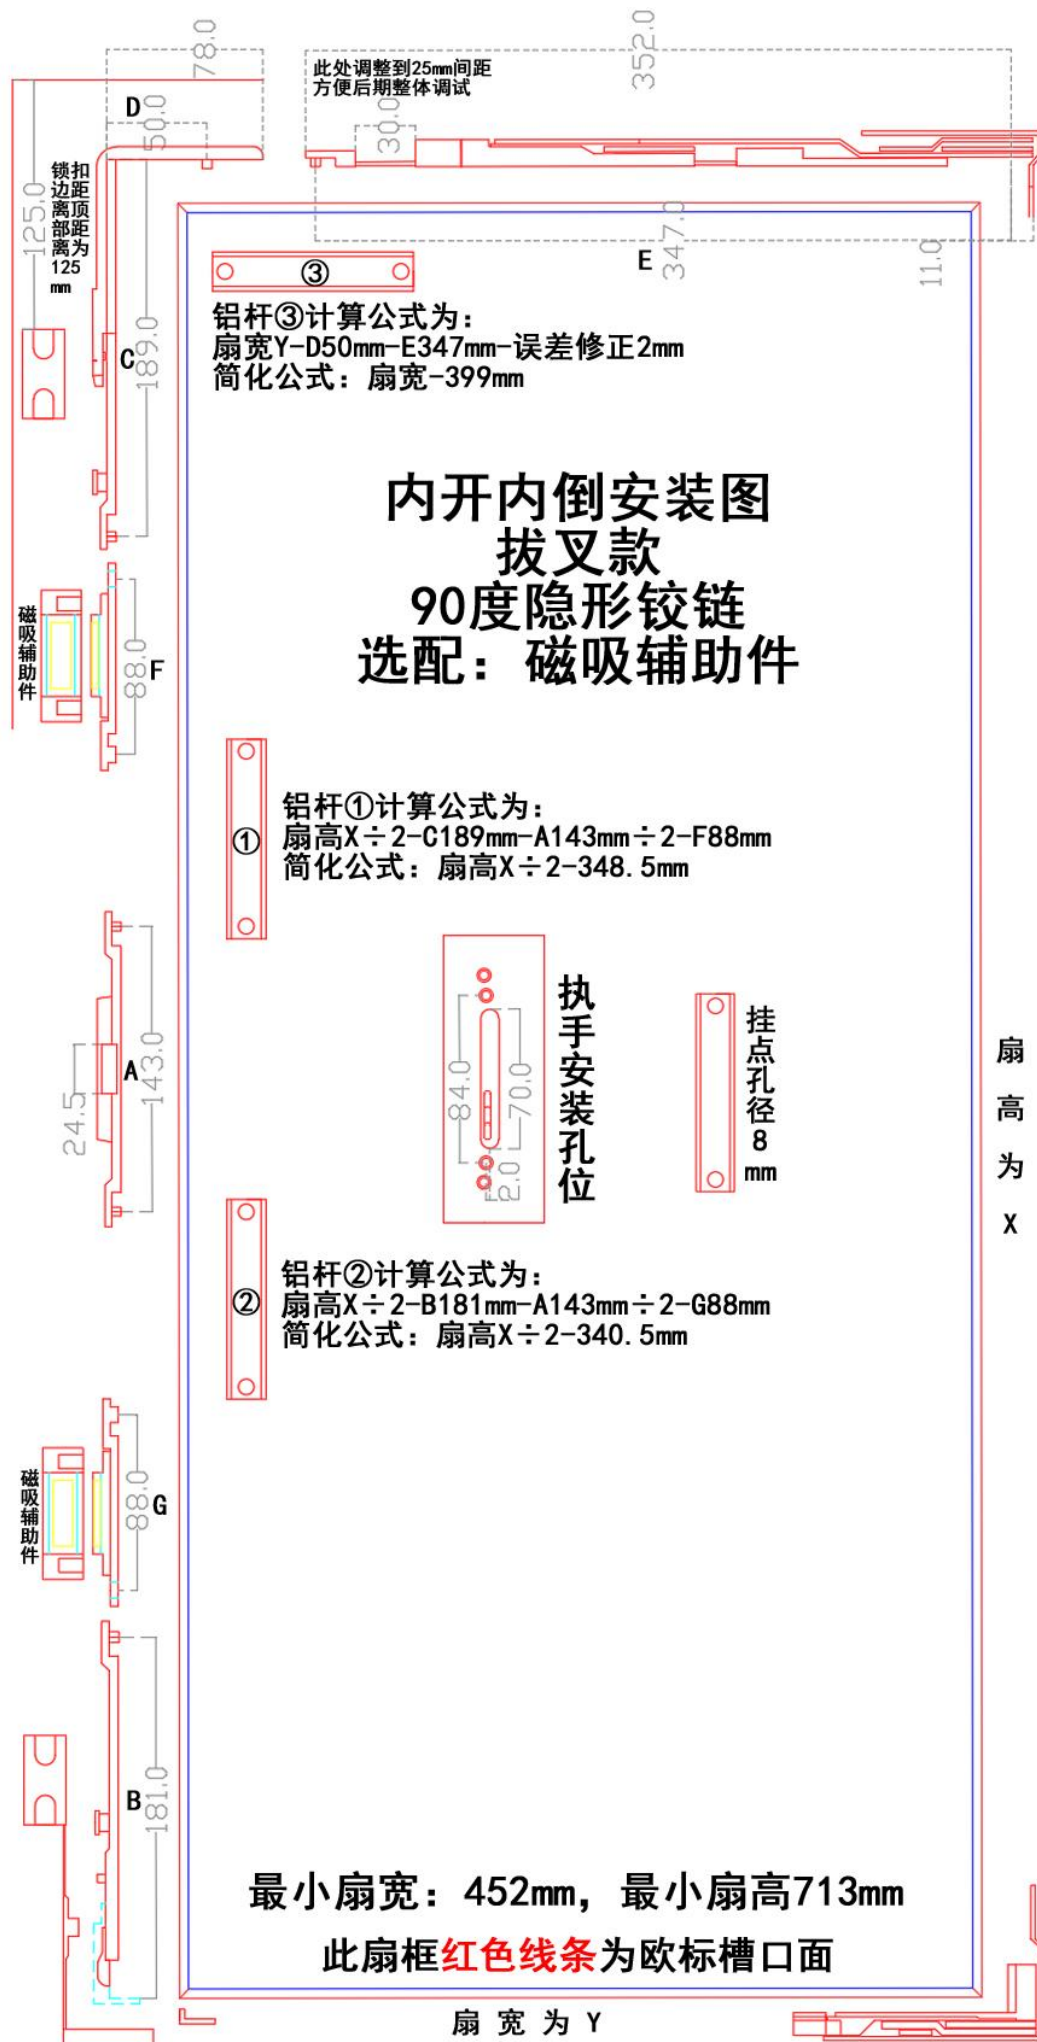 78.0
352.0
此处调整到25mm间距
方便后期整体调试
D
50.0
30.0
125.0
锁扣
边距
离顶
部距
离为
125
mm
E
347.0
11.0
③
铝杆③计算公式为：
扇宽Y-D50mm-E347mm-误差修正2mm
简化公式：扇宽-399mm
C
189.0
内开内倒安装图
拔叉款
90度隐形铰链
选配：磁吸辅助件
磁吸辅助件
88.0
F
①
铝杆①计算公式为：
扇高X÷2-C189mm-A143mm÷2-F88mm
简化公式：扇高X÷2-348.5mm
A
143.0
24.5
84.0
70.0
2.0
执手安装孔位
挂点孔径8mm
扇高为X
②
铝杆②计算公式为：
扇高X÷2-B181mm-A143mm÷2-G88mm
简化公式：扇高X÷2-340.5mm
磁吸辅助件
88.0
G
B
181.0
最小扇宽：452mm，最小扇高713mm
此扇框红色线条为欧标槽口面
扇宽为Y